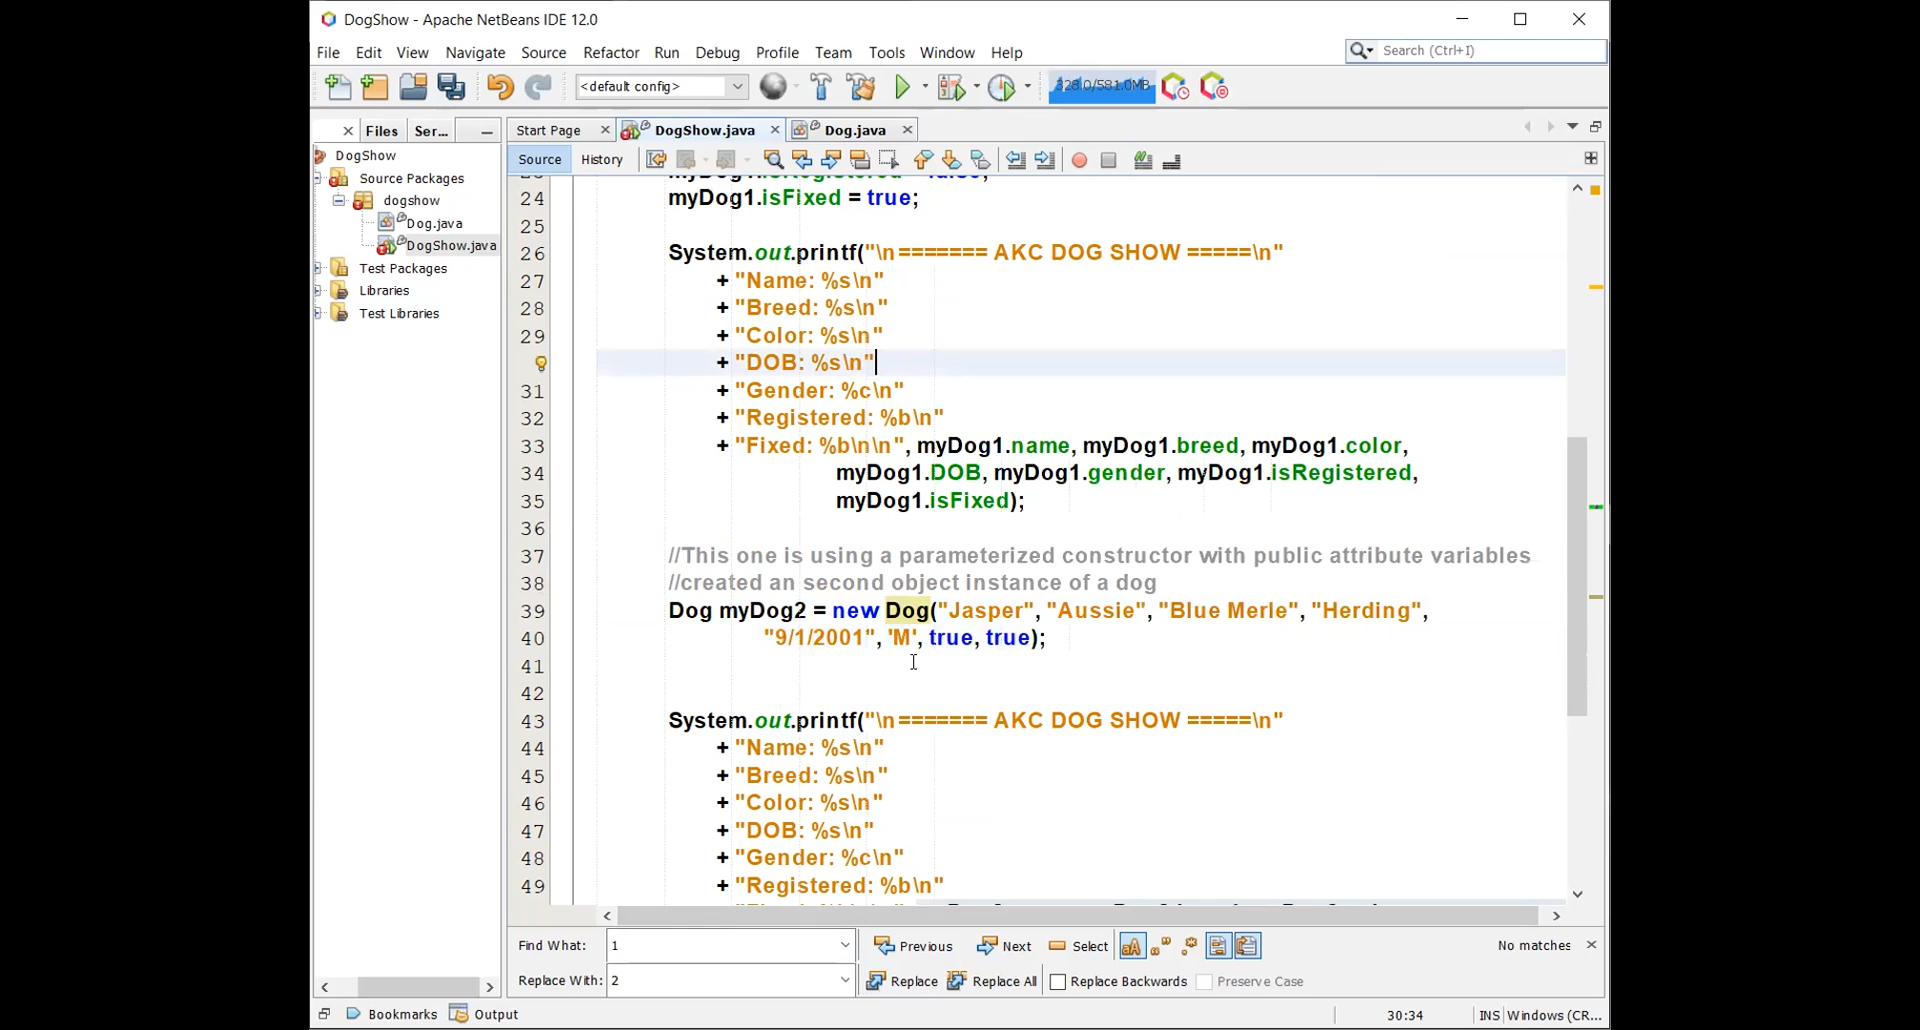 DogShow - Apache NetBeans IDE 12.0
File Edit View Navigate Source Refactor Run Debug Profile Team Tools Window Help
Search (Ctrl+I)
<default config>
328.0/581.0MB
Files Ser...
Start Page DogShow.java Dog.java
Source History
DogShow
Source Packages
dogshow
Dog.java
DogShow.java
Test Packages
Libraries
Test Libraries
24 myDog1.isFixed = true;
25
26 System.out.printf("\n======= AKC DOG SHOW =====\n"
27 + "Name: %s\n"
28 + "Breed: %s\n"
29 + "Color: %s\n"
+ "DOB: %s\n"
31 + "Gender: %c\n"
32 + "Registered: %b\n"
33 + "Fixed: %b\n\n", myDog1.name, myDog1.breed, myDog1.color,
34 myDog1.DOB, myDog1.gender, myDog1.isRegistered,
35 myDog1.isFixed);
36
37 //This one is using a parameterized constructor with public attribute variables
38 //created an second object instance of a dog
39 Dog myDog2 = new Dog("Jasper", "Aussie", "Blue Merle", "Herding",
40 "9/1/2001", 'M', true, true);
41
42
43 System.out.printf("\n======= AKC DOG SHOW =====\n"
44 + "Name: %s\n"
45 + "Breed: %s\n"
46 + "Color: %s\n"
47 + "DOB: %s\n"
48 + "Gender: %c\n"
49 + "Registered: %b\n"
Find What: 1 Previous Next Select No matches
Replace With: 2 Replace Replace All Replace Backwards Preserve Case
Bookmarks Output 30:34 INS Windows (CR...